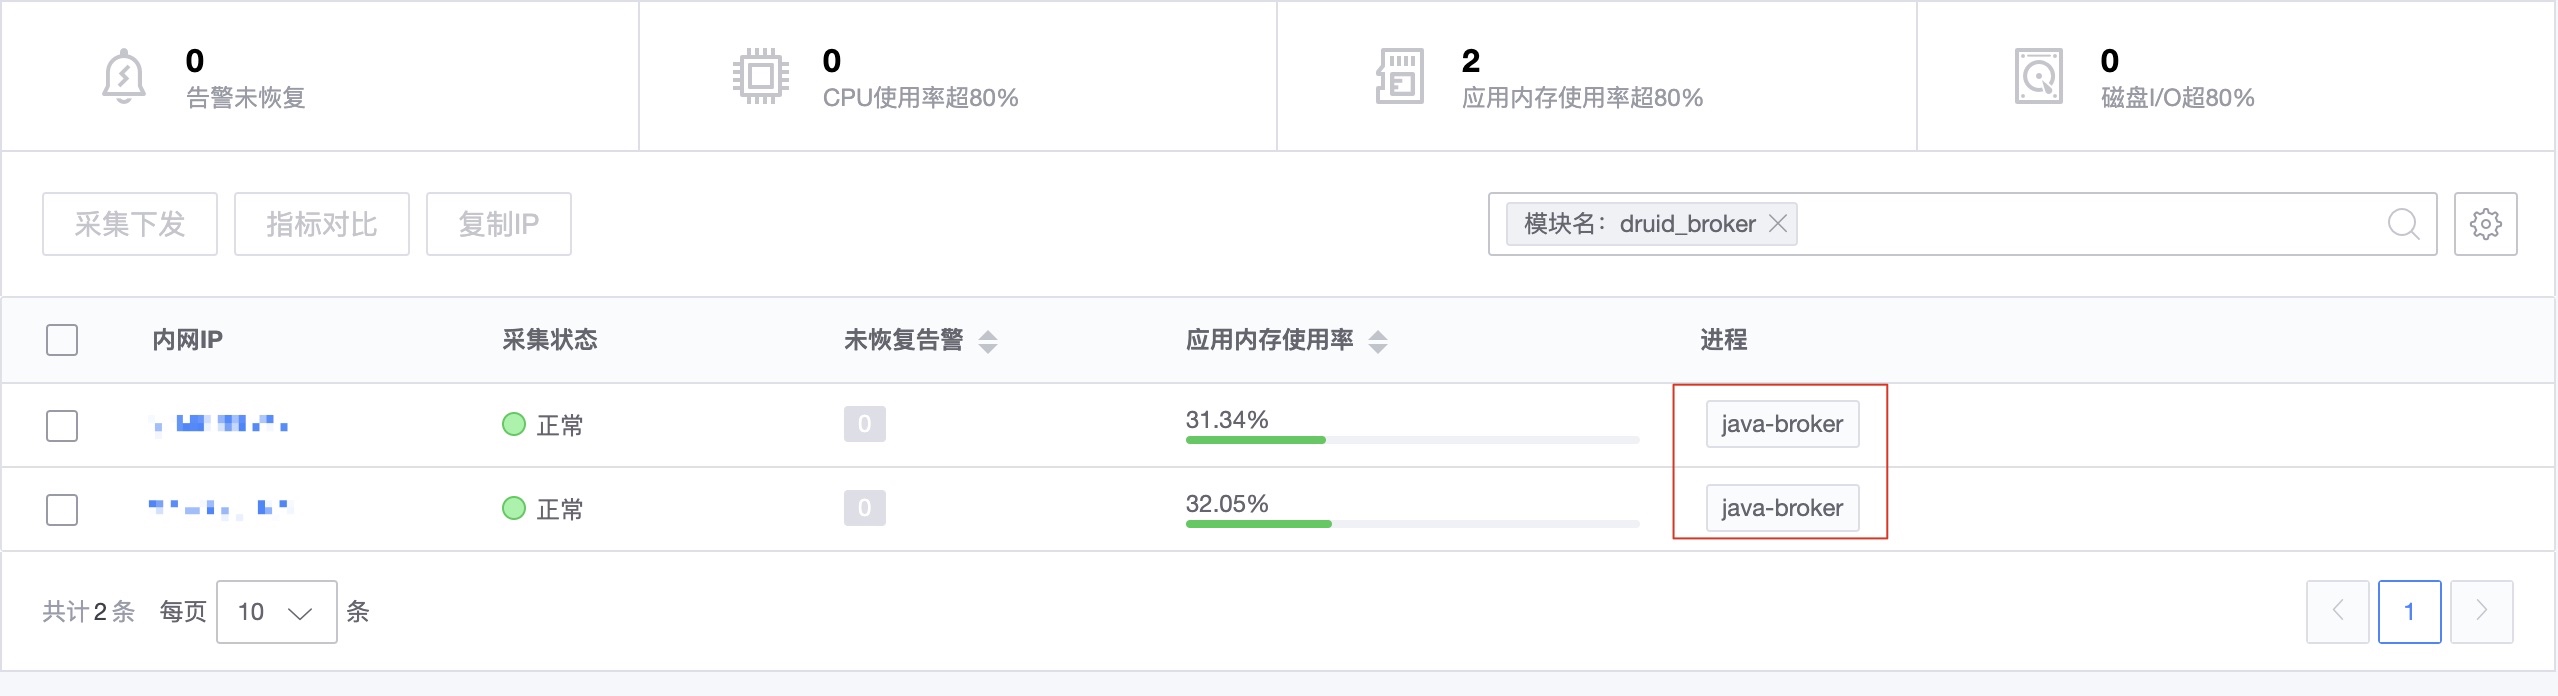 0
告警未恢复
0
CPU使用率超80%
2
应用内存使用率超80%
0
磁盘I/O超80%
采集下发 指标对比 复制IP
模块名：druid_broker
内网IP 采集状态 未恢复告警 应用内存使用率 进程
正常 0 31.34% java-broker
正常 0 32.05% java-broker
共计2条 每页 10 条
1